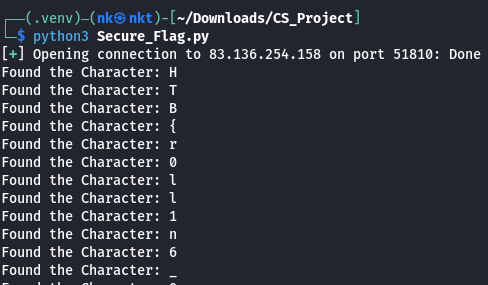 (.venv)–(nk㉿nkt)-[~/Downloads/CS_Project]
$ python3 Secure_Flag.py
[+] Opening connection to 83.136.254.158 on port 51810: Done
Found the Character: H
Found the Character: T
Found the Character: B
Found the Character: {
Found the Character: r
Found the Character: 0
Found the Character: l
Found the Character: l
Found the Character: 1
Found the Character: n
Found the Character: 6
Found the Character: _
Found the Character: